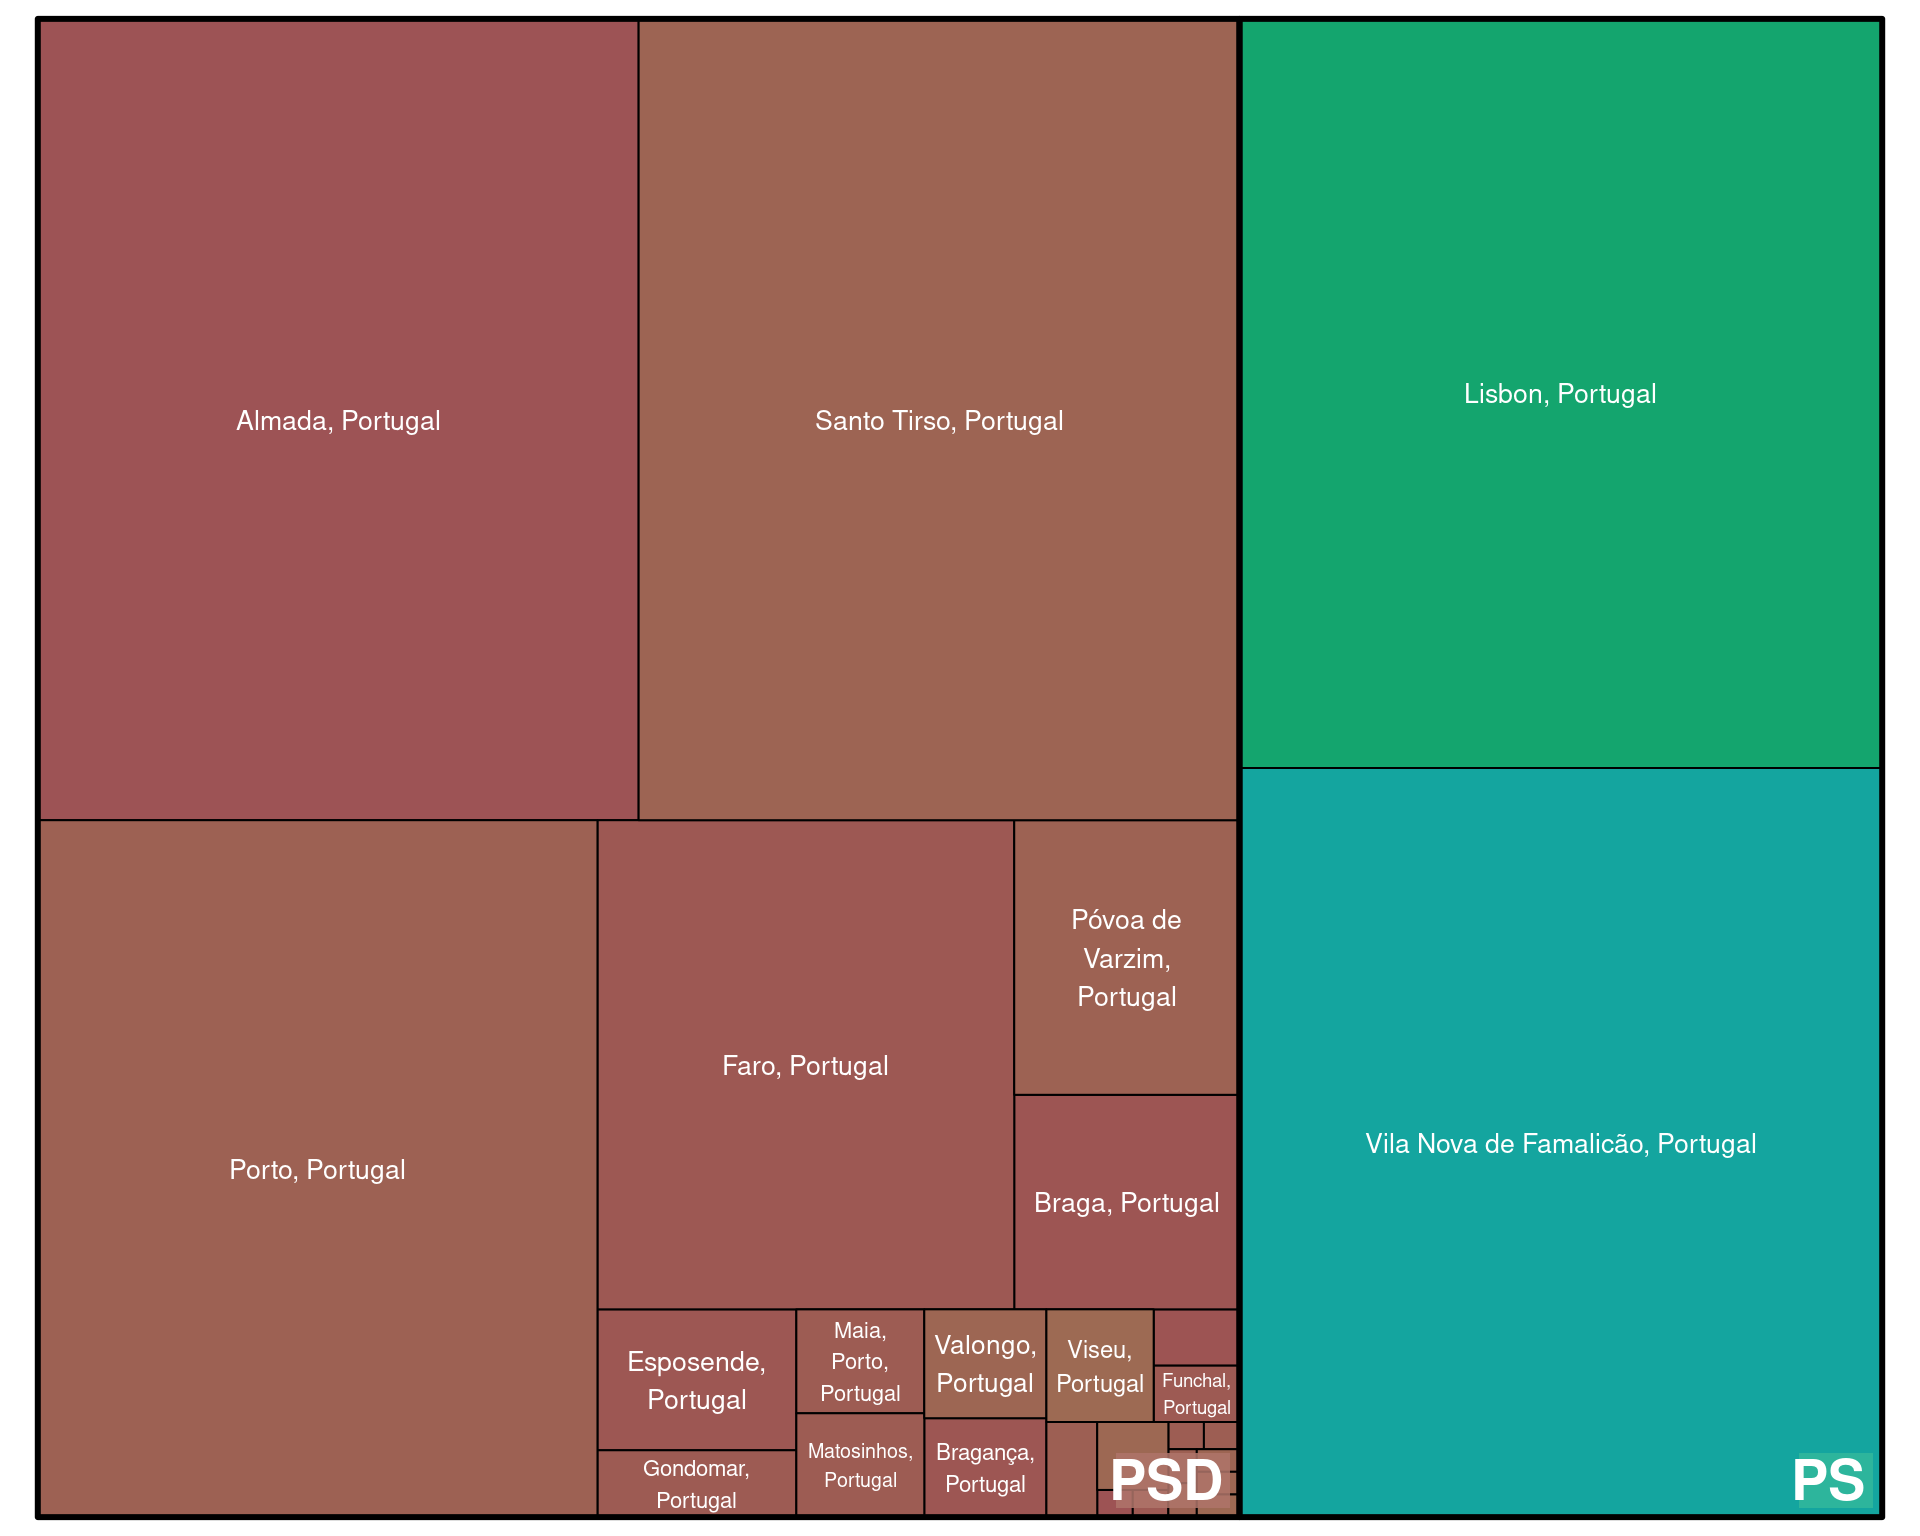 Almada, Portugal
Santo Tirso, Portugal
Lisbon, Portugal
Porto, Portugal
Faro, Portugal
Póvoa de
Varzim,
Portugal
Braga, Portugal
Vila Nova de Famalicão, Portugal
Esposende,
Portugal
Gondomar,
Portugal
Maia,
Porto,
Portugal
Matosinhos,
Portugal
Valongo,
Portugal
Bragança,
Portugal
Viseu,
Portugal
Funchal,
Portugal
PSD
PS